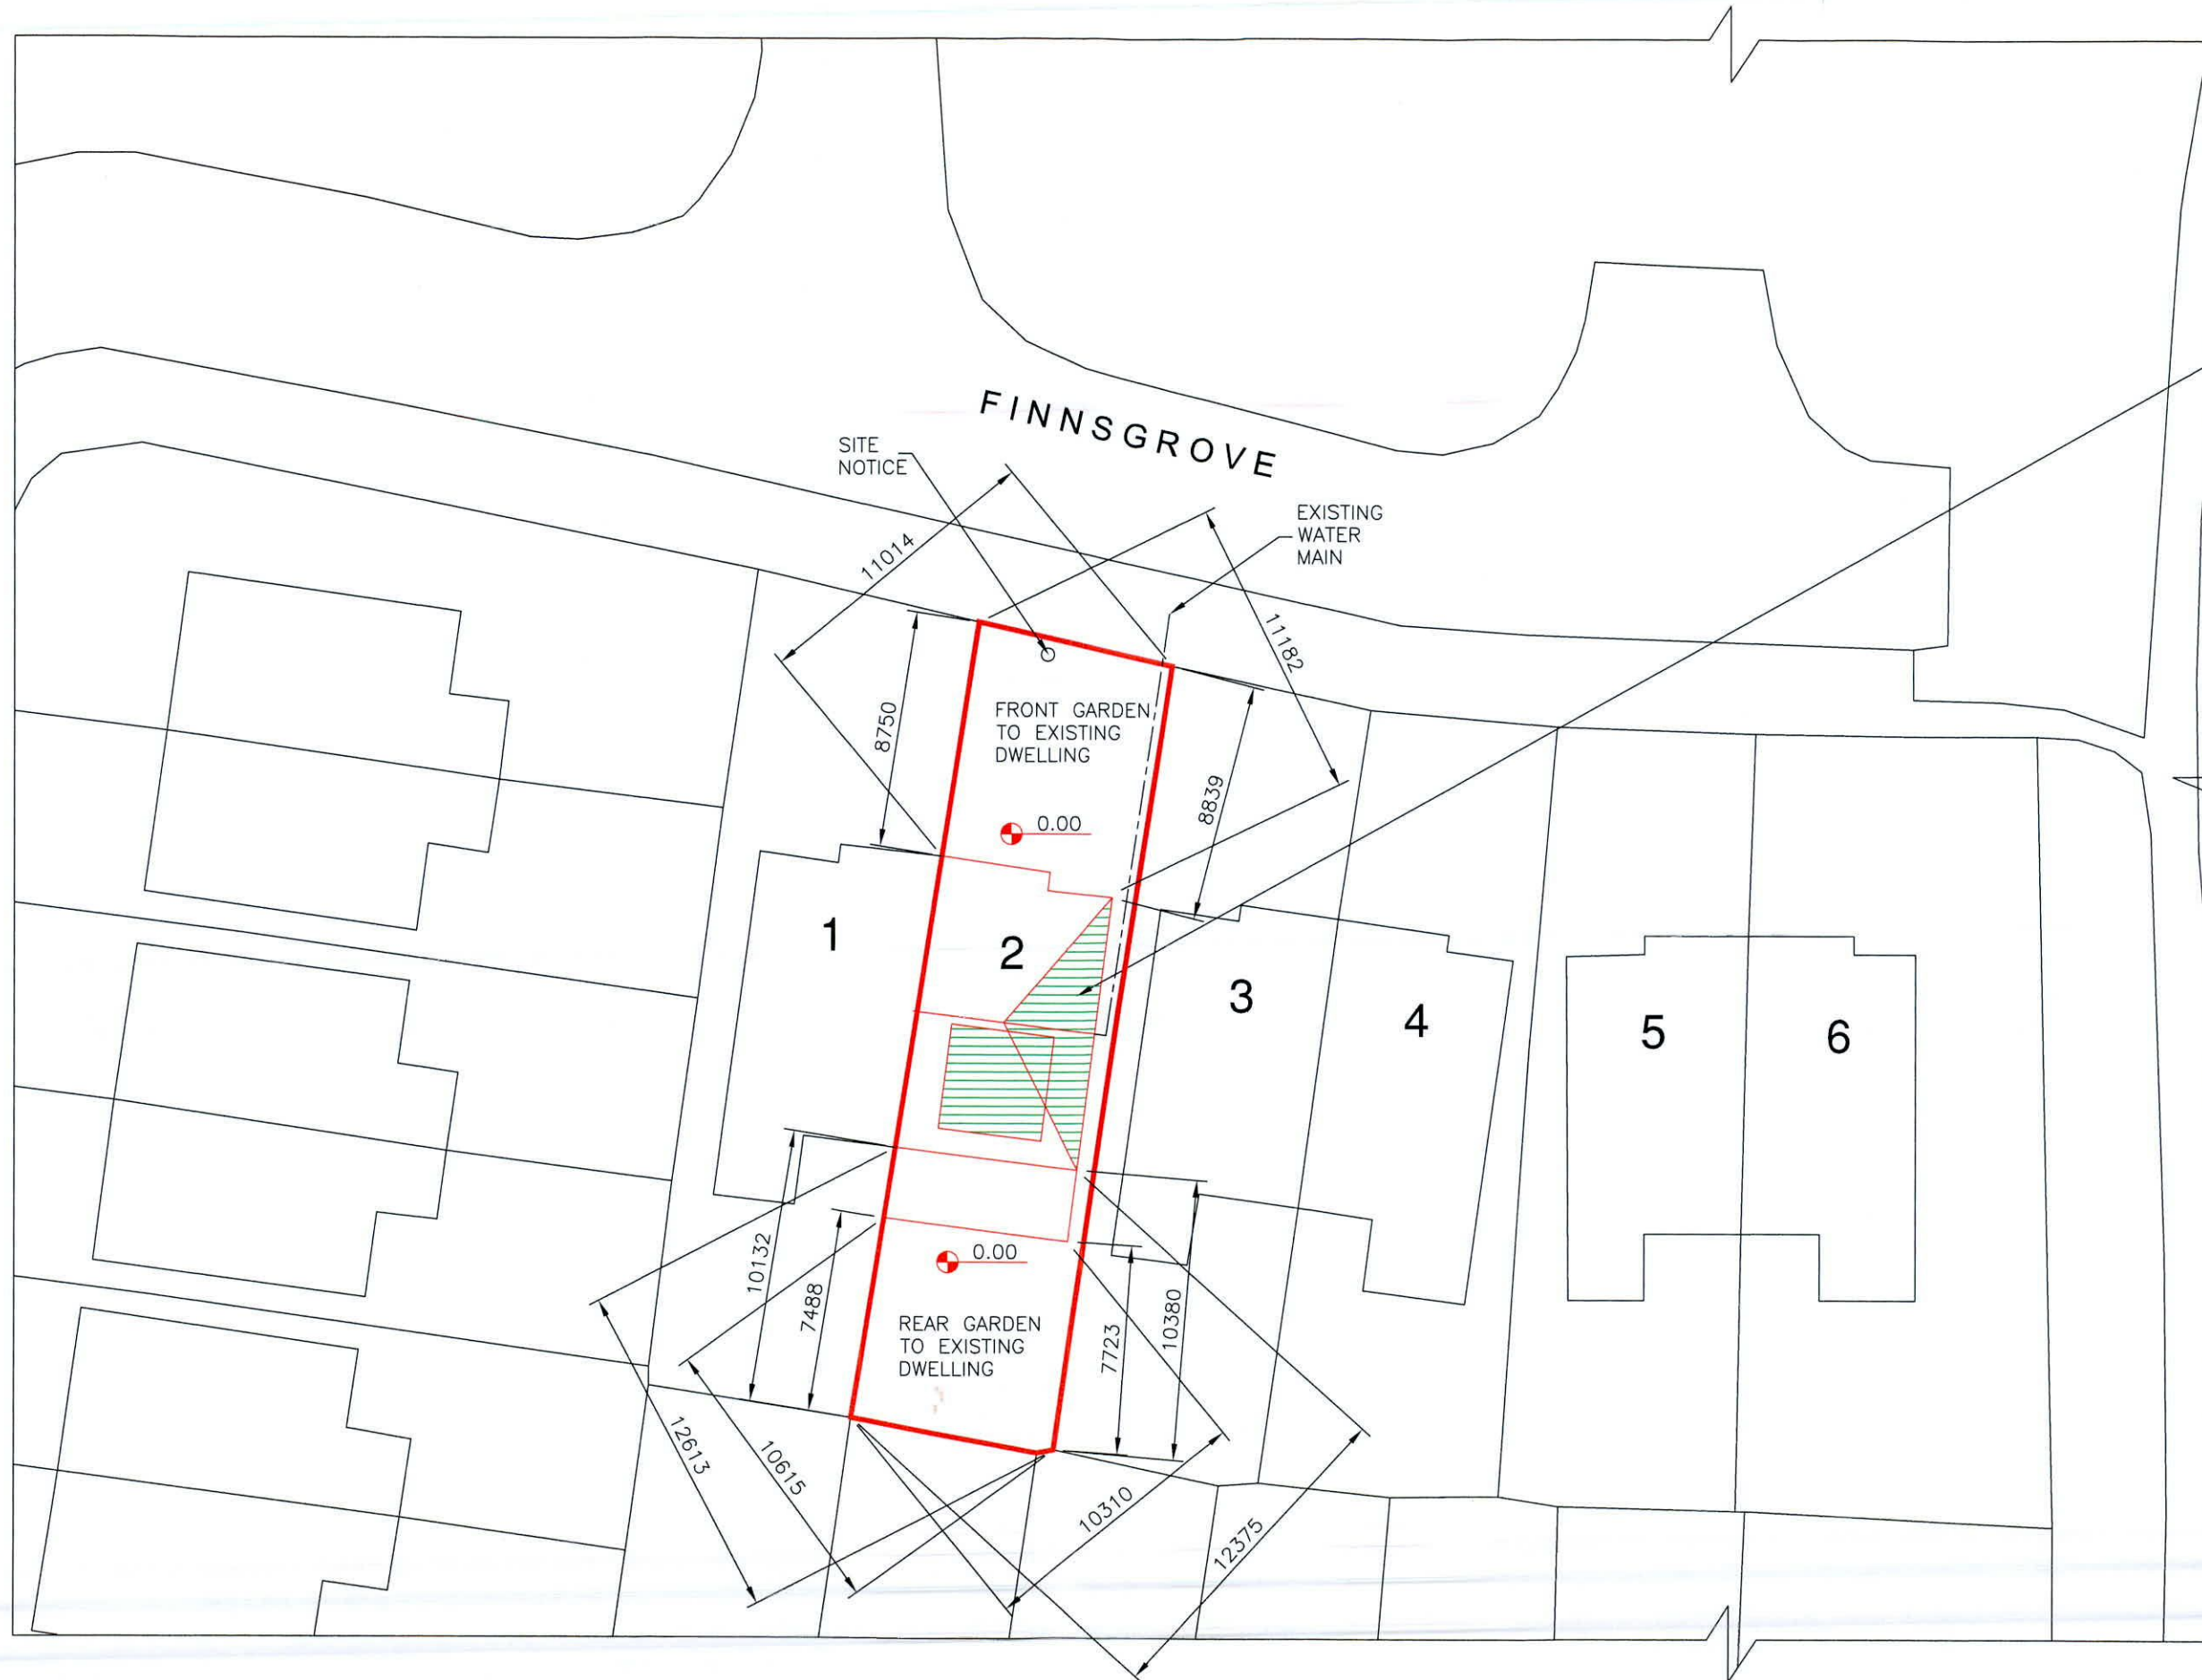 FINNSGROVE
SITE
NOTICE
EXISTING
WATER
MAIN
11014
11182
8750
FRONT GARDEN
TO EXISTING
DWELLING
8839
0.00
1
2
3
4
5
6
10132
7488
0.00
REAR GARDEN
TO EXISTING
DWELLING
7723
10380
12613
10615
10310
12375